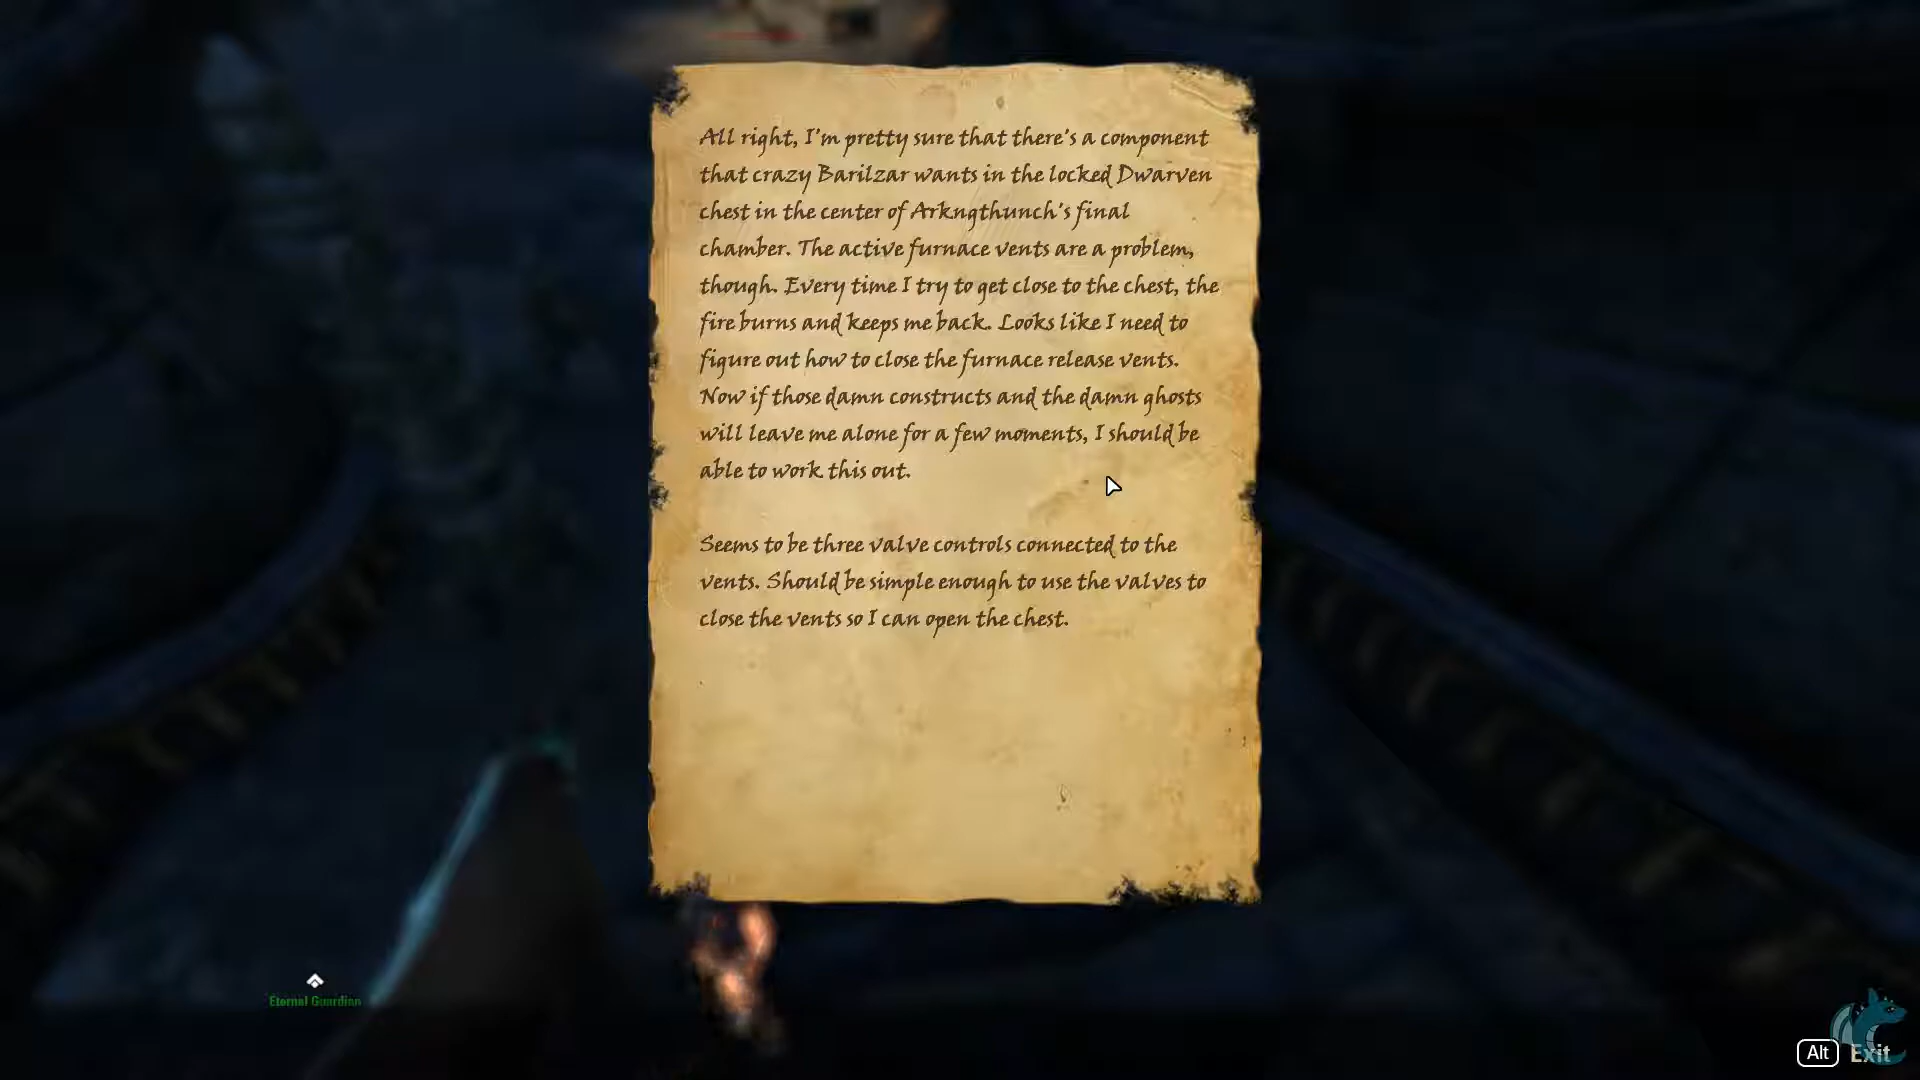 All right, I'm pretty sure that there's a component
that crazy Barilzar wants in the locked Dwarven
chest in the center of Arkngthunch's final
chamber. The active furnace vents are a problem,
though. Every time I try to get close to the chest, the
fire burns and keeps me back. Looks like I need to
figure out how to close the furnace release vents.
Now if those damn constructs and the damn ghosts
will leave me alone for a few moments, I should be
able to work this out.
Seems to be three valve controls connected to the
vents. Should be simple enough to use the valves to
close the vents so I can open the chest.
Eternal Guardian
Alt Exit